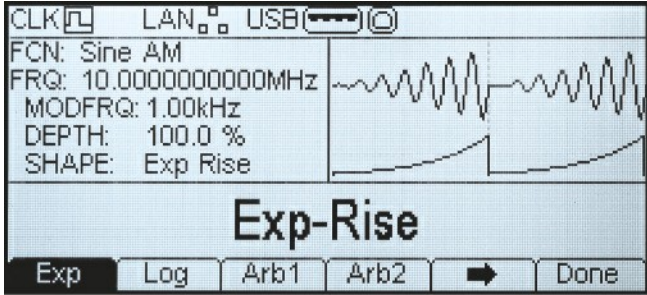 CLK LAN USB
FCN: Sine AM
FRQ: 10.0000000000MHz
MODFRQ: 1.00kHz
DEPTH: 100.0 %
SHAPE: Exp Rise
Exp-Rise
Exp Log Arb1 Arb2 Done